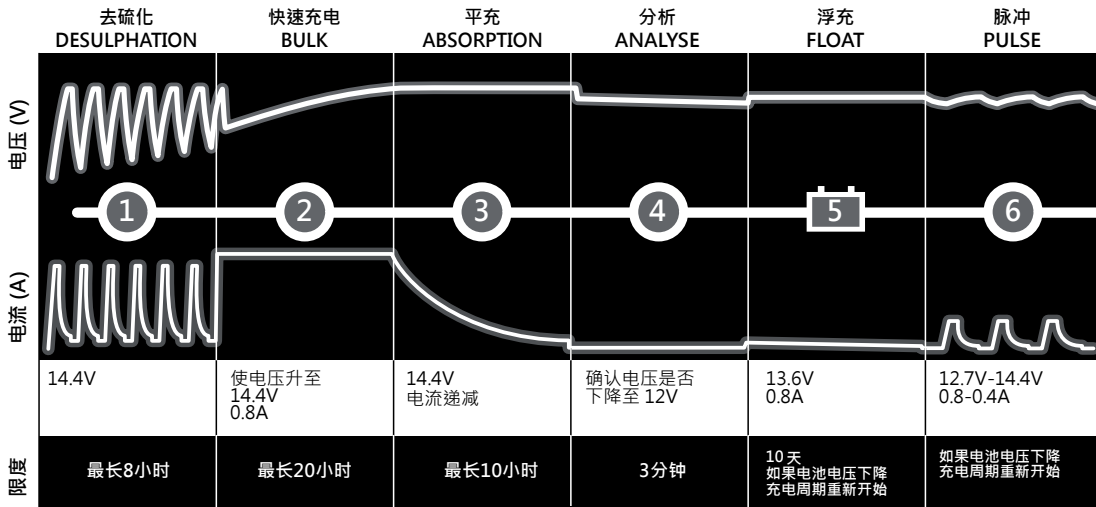 去硫化
DESULPHATION
快速充电
BULK
平充
ABSORPTION
分析
ANALYSE
浮充
FLOAT
脉冲
PULSE
电压 (V)
1
2
3
4
5
6
电流 (A)
14.4V
使电压升至
14.4V
0.8A
14.4V
电流递减
确认电压是否
下降至 12V
13.6V
0.8A
12.7V-14.4V
0.8-0.4A
限度
最长8小时
最长20小时
最长10小时
3分钟
10 天
如果电池电压下降
充电周期重新开始
如果电池电压下降
充电周期重新开始